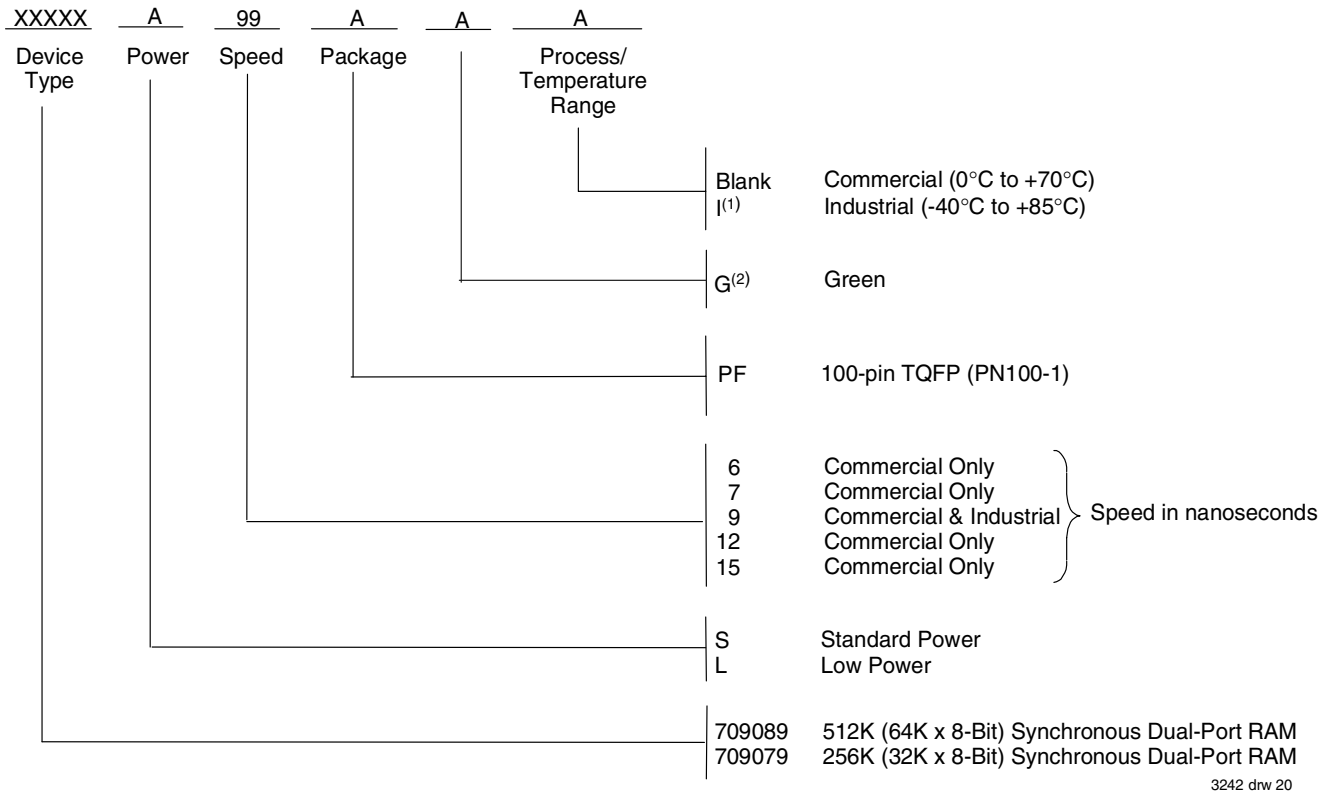 XXXXX A 99 A A A
Device Type Power Speed Package Process/ Temperature Range
Blank Commercial (0°C to +70°C)
I(1) Industrial (-40°C to +85°C)
G(2) Green
PF 100-pin TQFP (PN100-1)
6 Commercial Only
7 Commercial Only
9 Commercial & Industrial Speed in nanoseconds
12 Commercial Only
15 Commercial Only
S Standard Power
L Low Power
709089 512K (64K x 8-Bit) Synchronous Dual-Port RAM
709079 256K (32K x 8-Bit) Synchronous Dual-Port RAM
3242 drw 20